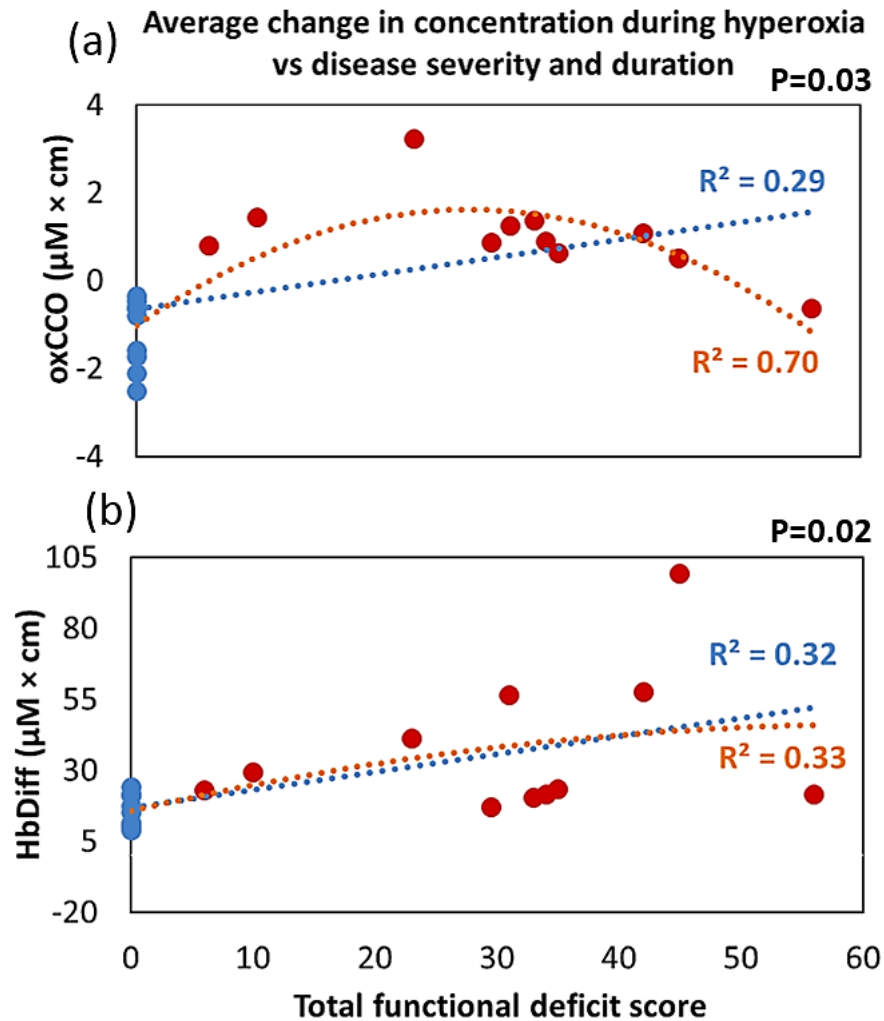 (a)
Average change in concentration during hyperoxia
vs disease severity and duration
P=0.03
4
2
0
-2
-4
oxCCO (μM × cm)
R² = 0.29
R² = 0.70
(b)
P=0.02
105
80
55
30
5
-20
HbDiff (μM × cm)
R² = 0.32
R² = 0.33
0 10 20 30 40 50 60
Total functional deficit score